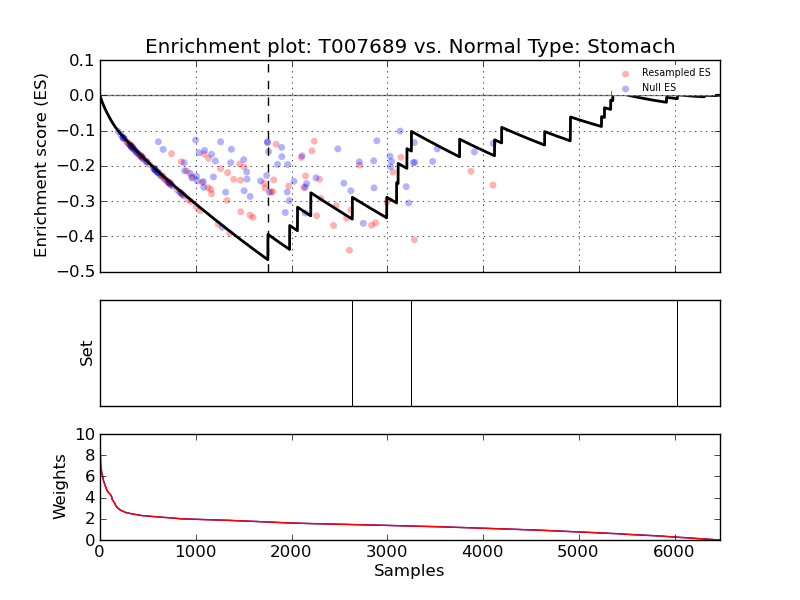 Enrichment plot: T007689 vs. Normal Type: Stomach
0.1
Resampled ES
Null ES
0.0
−0.1
−0.2
−0.3
−0.4
−0.5
Enrichment score (ES)
Set
10
8
6
4
2
0
Weights
0 1000 2000 3000 4000 5000 6000
Samples